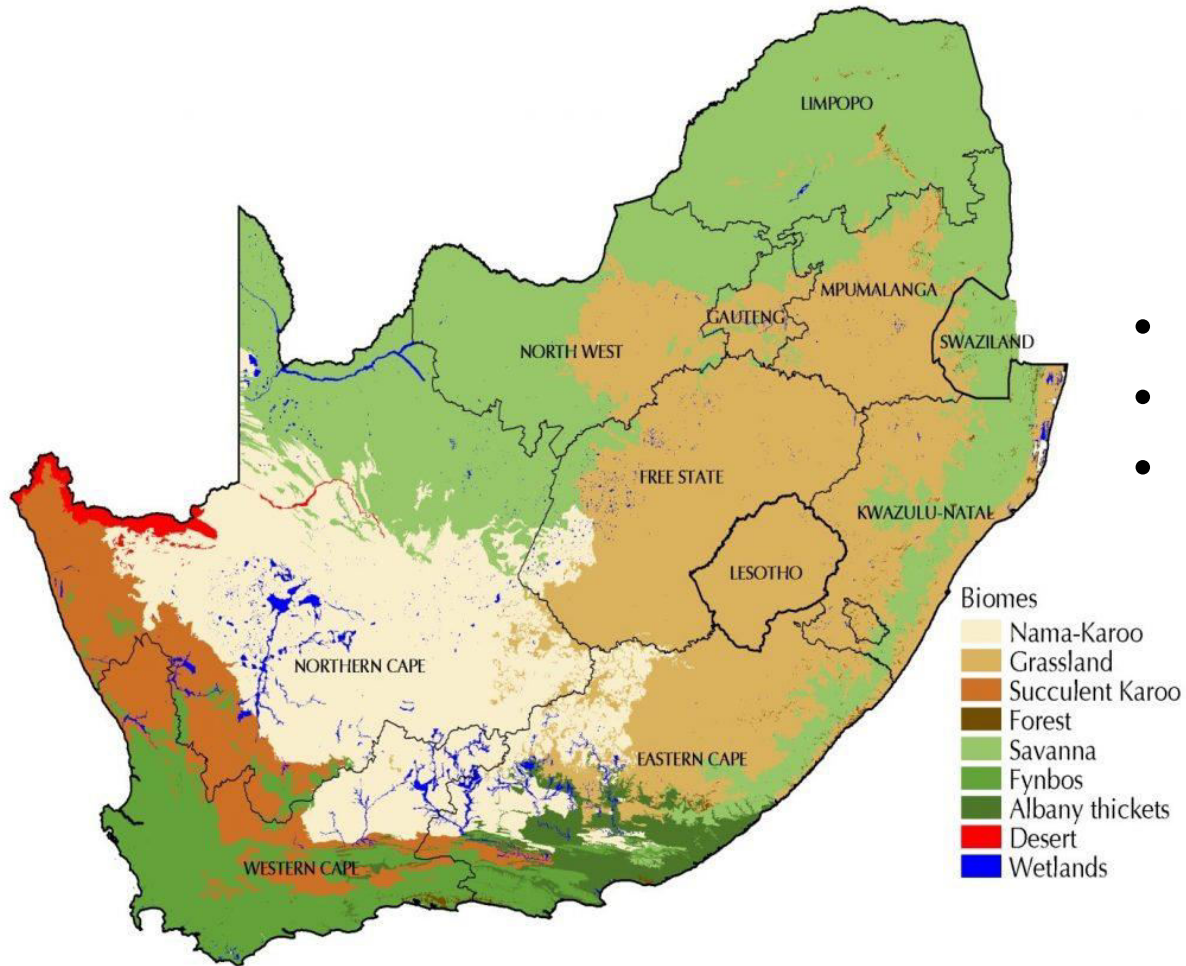 LIMPOPO
MPUMALANGA
GAUTENG
SWAZILAND
NORTH WEST
FREE STATE
KWAZULU-NATAL
LESOTHO
NORTHERN CAPE
EASTERN CAPE
WESTERN CAPE
Biomes
Nama-Karoo
Grassland
Succulent Karoo
Forest
Savanna
Fynbos
Albany thickets
Desert
Wetlands